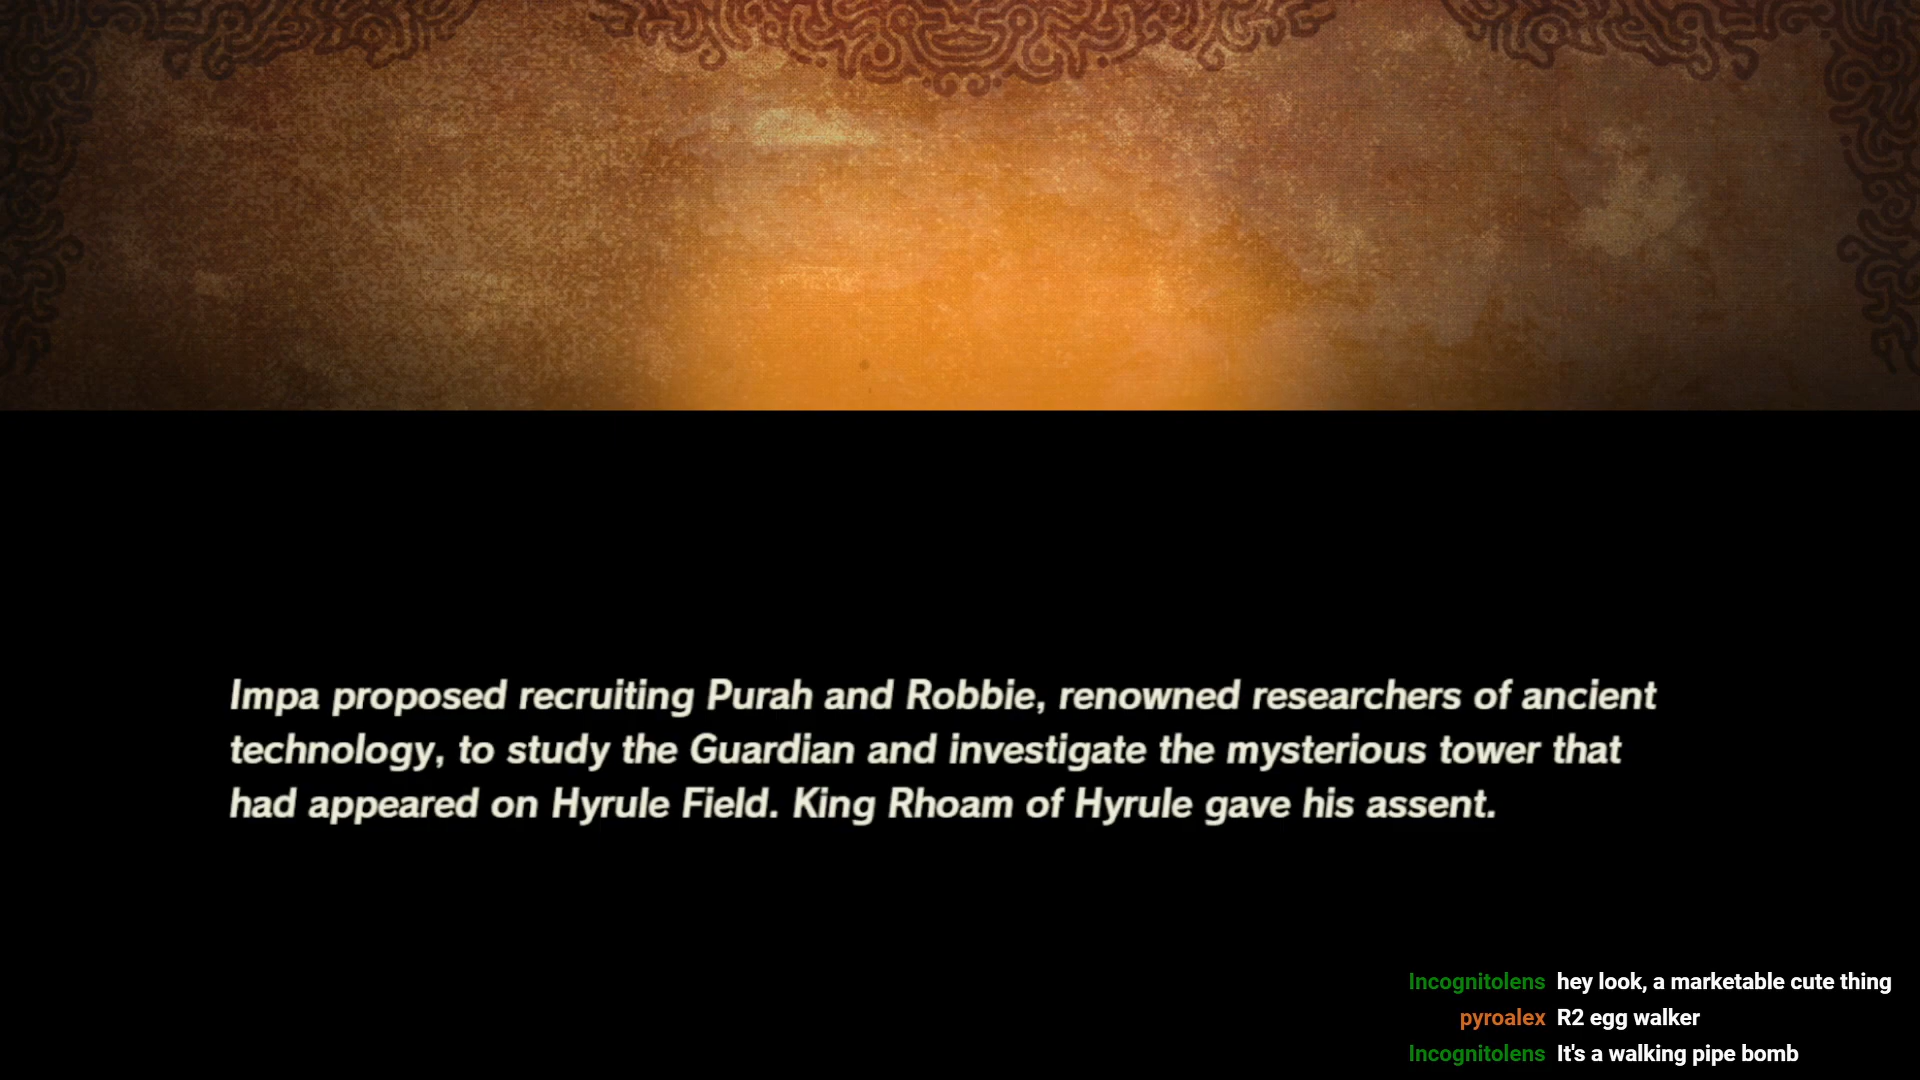 Impa proposed recruiting Purah and Robbie, renowned researchers of ancient
technology, to study the Guardian and investigate the mysterious tower that
had appeared on Hyrule Field. King Rhoam of Hyrule gave his assent.
Incognitolens hey look, a marketable cute thing
pyroalex R2 egg walker
Incognitolens It's a walking pipe bomb